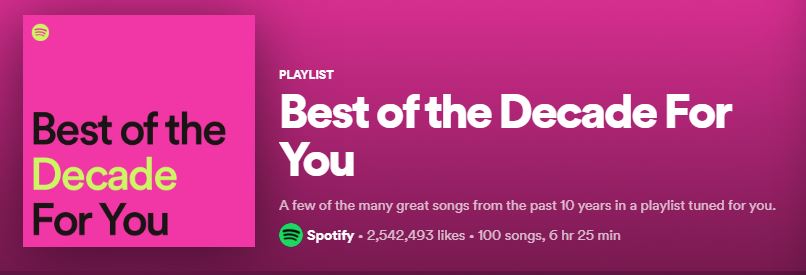 Best of the
Decade
For You
PLAYLIST
Best of the Decade For
You
A few of the many great songs from the past 10 years in a playlist tuned for you.
Spotify • 2,542,493 likes • 100 songs, 6 hr 25 min